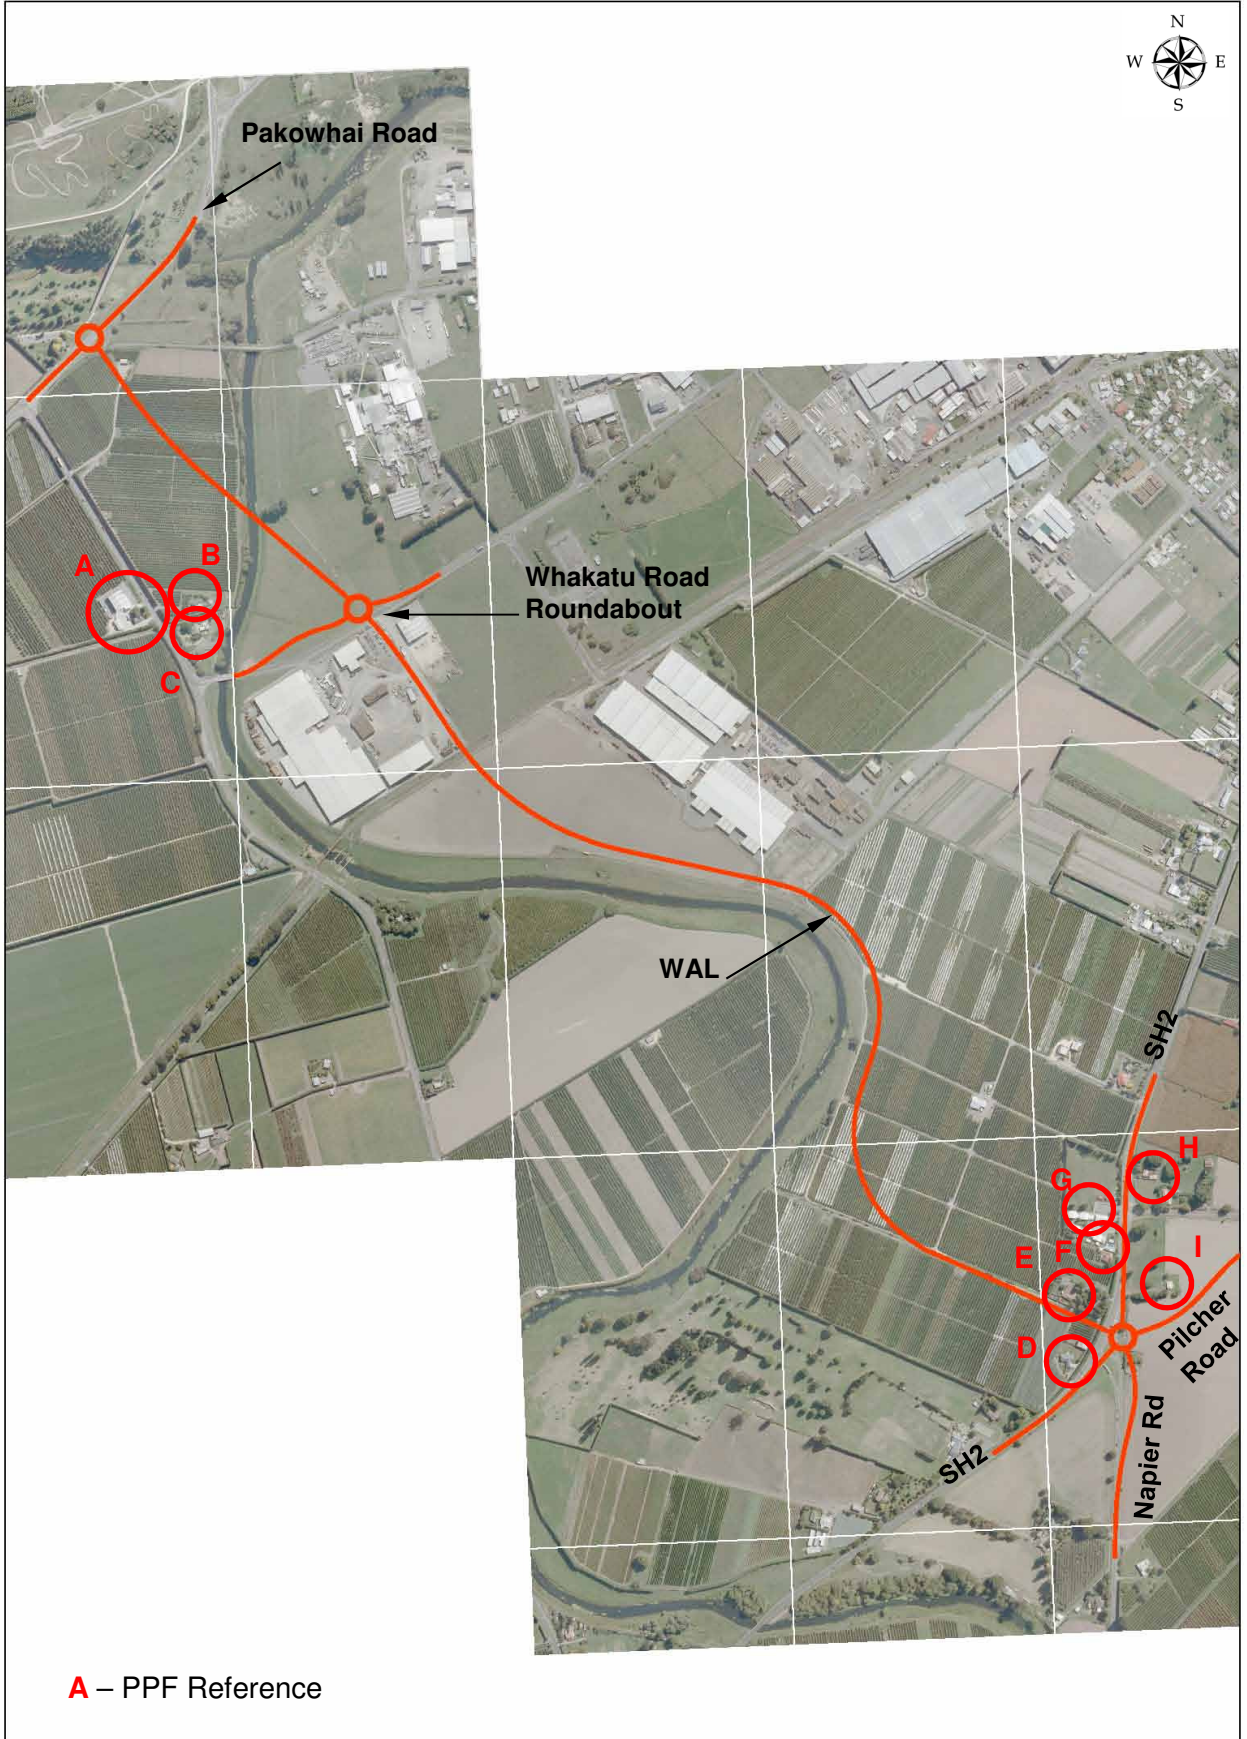 N
W E
S
Pakowhai Road
A
B
Whakatu Road
Roundabout
C
WAL
SH2
H
G
E
F
I
D
Pilcher
Road
SH2
Napier Rd
A – PPF Reference